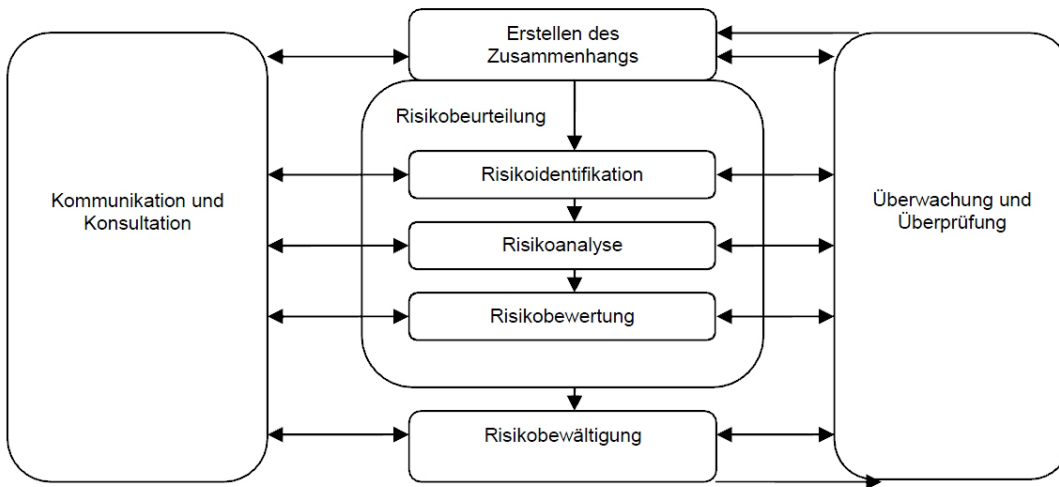 Erstellen des
Zusammenhangs
Risikobeurteilung
Risikoidentifikation
Kommunikation und
Konsultation
Überwachung und
Überprüfung
Risikoanalyse
Risikobewertung
Risikobewältigung